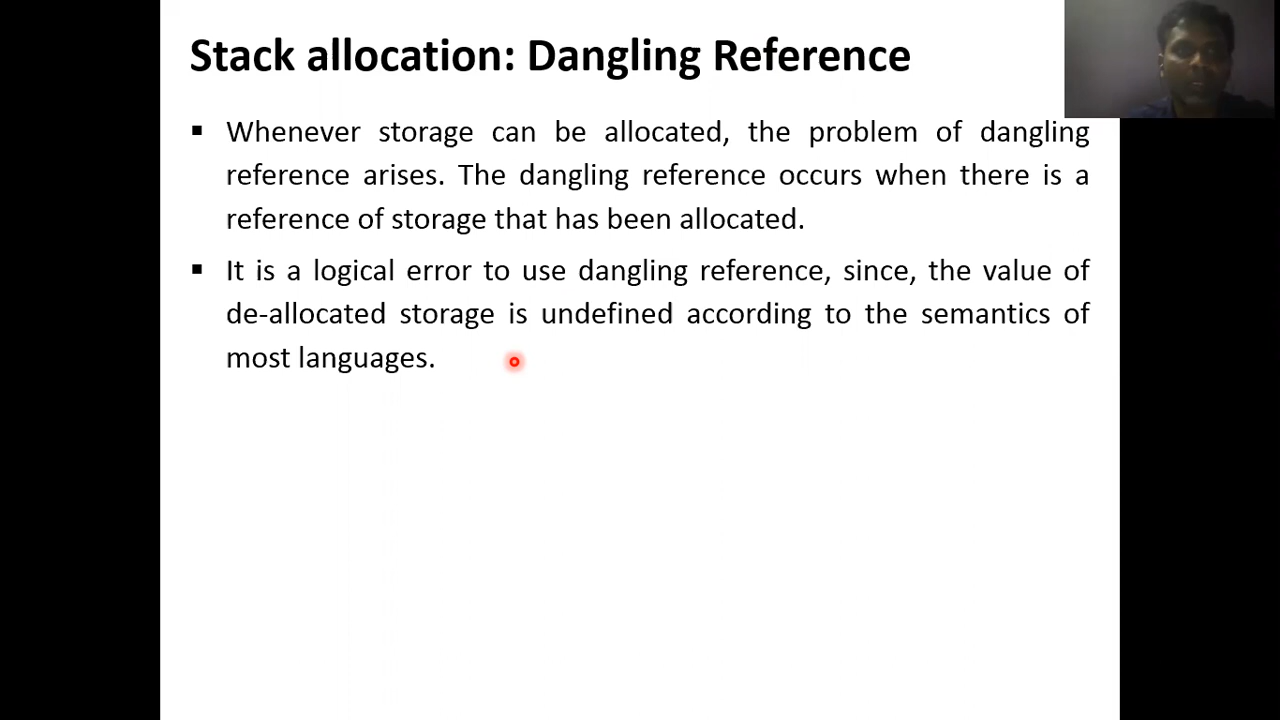 Stack allocation: Dangling Reference
▪ Whenever storage can be allocated, the problem of dangling
reference arises. The dangling reference occurs when there is a
reference of storage that has been allocated.
▪ It is a logical error to use dangling reference, since, the value of
de-allocated storage is undefined according to the semantics of
most languages.